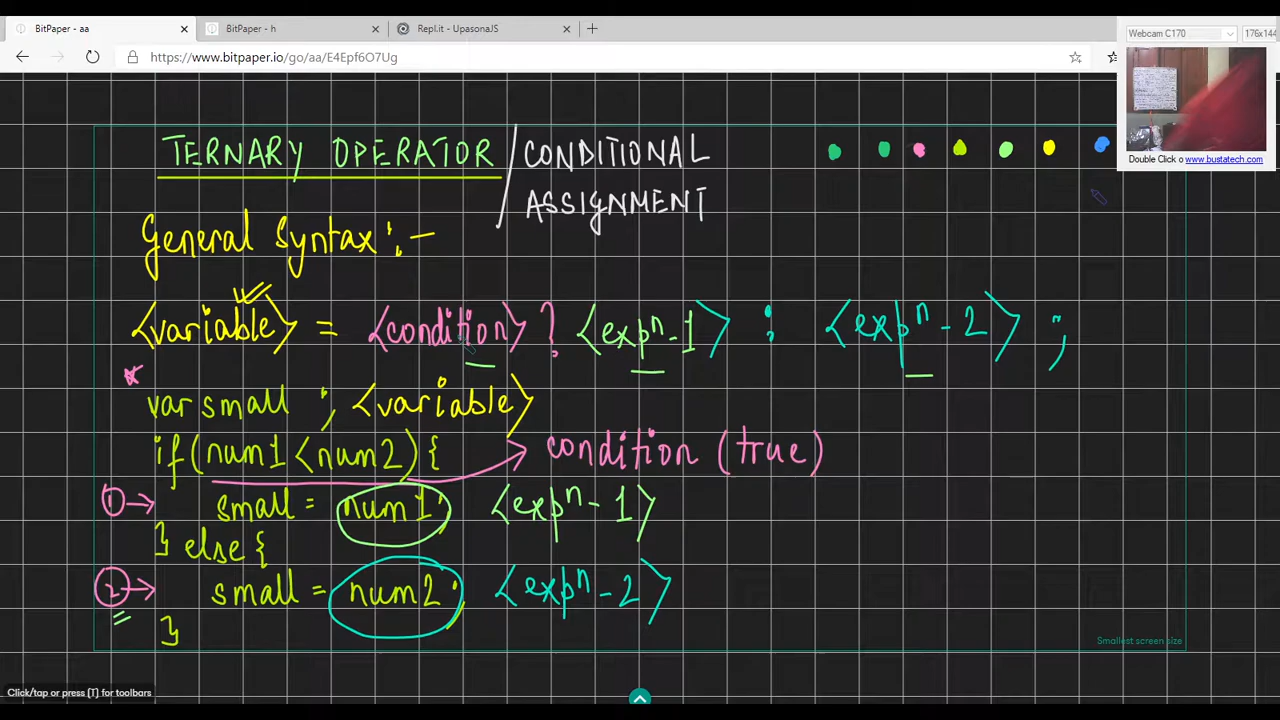 BitPaper - aa
BitPaper - h
Repl.it - UpasonaJS
https://www.bitpaper.io/go/aa/E4Epf6O7Ug
Webcam C170
176x144
Double Click o www.bustatech.com
TERNARY OPERATOR / CONDITIONAL
ASSIGNMENT
General Syntax :-
<variable> = <condition> ? <expn-1> : <expn-2> ;
* var small ; <variable>
if(num1<num2){ → condition (true)
① → small = num1; <expn-1>
} else {
② → small = num2; <expn-2>
}
Smallest screen size
Click/tap or press (T) for toolbars